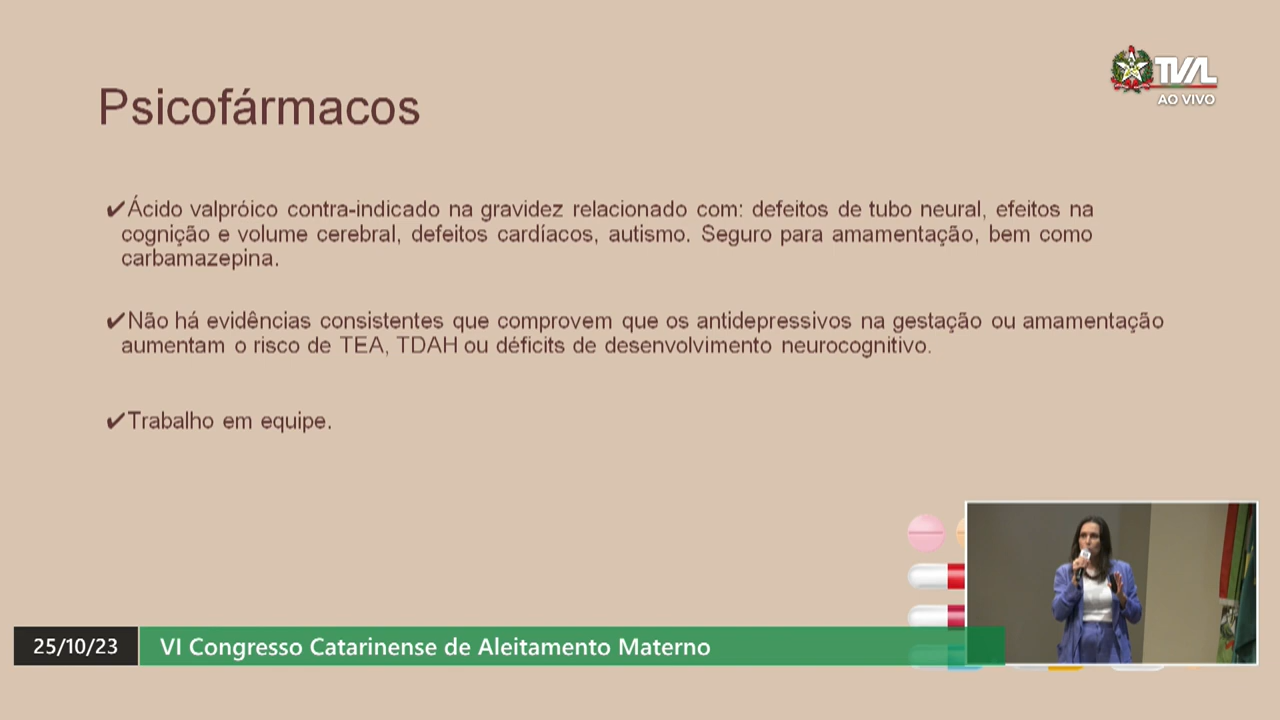 TVAL
AO VIVO
Psicofármacos
✔Ácido valpróico contra-indicado na gravidez relacionado com: defeitos de tubo neural, efeitos na
cognição e volume cerebral, defeitos cardíacos, autismo. Seguro para amamentação, bem como
carbamazepina.
✔Não há evidências consistentes que comprovem que os antidepressivos na gestação ou amamentação
aumentam o risco de TEA, TDAH ou déficits de desenvolvimento neurocognitivo.
✔Trabalho em equipe.
25/10/23 VI Congresso Catarinense de Aleitamento Materno